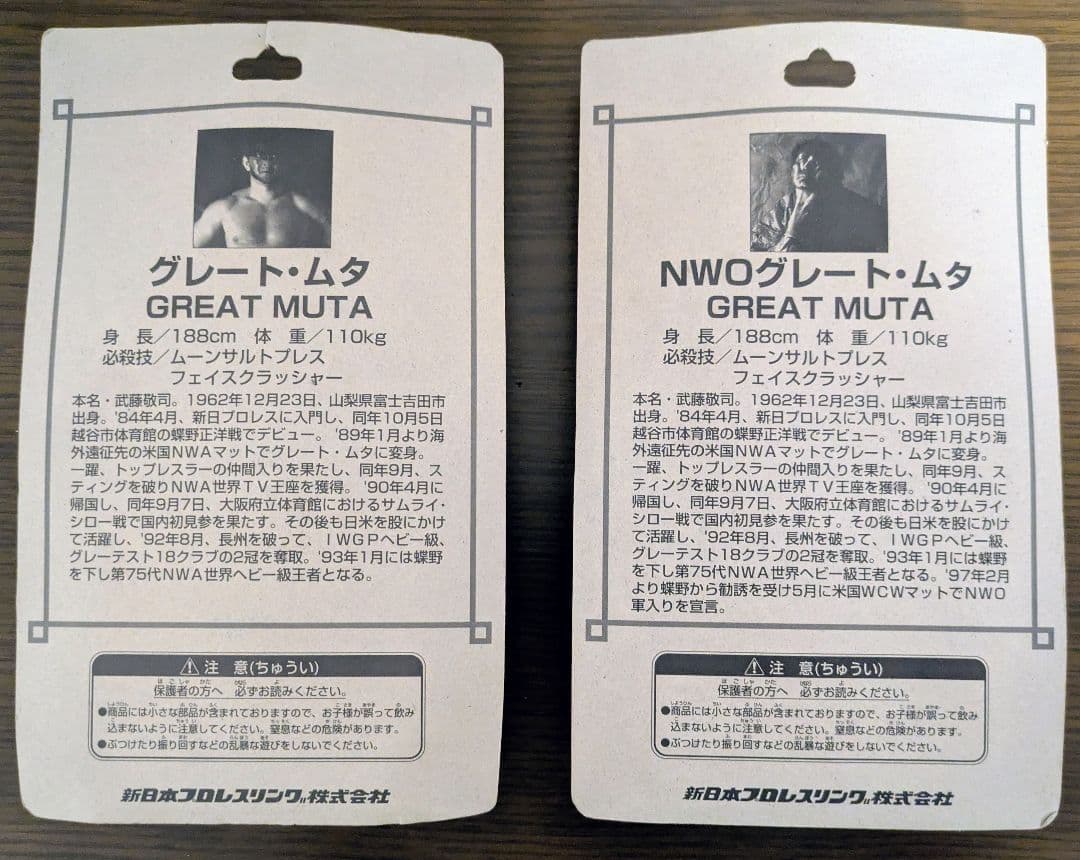 グレート・ムタ
GREAT MUTA
身 長／188cm 体 重／110kg
必殺技／ムーンサルトプレス
フェイスクラッシャー
本名・武藤敬司。1962年12月23日、山梨県富士吉田市
出身。'84年4月、新日プロレスに入門し、同年10月5日
越谷市体育館の蝶野正洋戦でデビュー。'89年1月より海
外遠征先の米国NWAマットでグレート・ムタに変身。
一躍、トップレスラーの仲間入りを果たし、同年9月、ス
ティングを破りNWA世界TV王座を獲得。'90年4月に
帰国し、同年9月7日、大阪府立体育館におけるサムライ・
シロー戦で国内初見参を果たす。その後も日米を股にかけ
て活躍し、'92年8月、長州を破って、IWGPヘビー級、
グレーテスト18クラブの2冠を奪取。'93年1月には蝶野
を下し第75代NWA世界ヘビー級王者となる。
⚠注 意(ちゅうい)
保護者の方へ 必ずお読みください。
●商品には小さな部品が含まれておりますので、お子様が誤って飲み
込まないように注意してください。窒息などの危険があります。
●ぶつけたり振り回すなどの乱暴な遊びをしないでください。
新日本プロレスリング株式会社
NWOグレート・ムタ
GREAT MUTA
身 長／188cm 体 重／110kg
必殺技／ムーンサルトプレス
フェイスクラッシャー
本名・武藤敬司。1962年12月23日、山梨県富士吉田市
出身。'84年4月、新日プロレスに入門し、同年10月5日
越谷市体育館の蝶野正洋戦でデビュー。'89年1月より海
外遠征先の米国NWAマットでグレート・ムタに変身。
一躍、トップレスラーの仲間入りを果たし、同年9月、ス
ティングを破りNWA世界TV王座を獲得。'90年4月に
帰国し、同年9月7日、大阪府立体育館におけるサムライ・
シロー戦で国内初見参を果たす。その後も日米を股にかけ
て活躍し、'92年8月、長州を破って、IWGPヘビー級、
グレーテスト18クラブの2冠を奪取。'93年1月には蝶野
を下し第75代NWA世界ヘビー級王者となる。'97年2月
より蝶野から勧誘を受け5月に米国WCWマットでNWO
軍入りを宣言。
⚠注 意(ちゅうい)
保護者の方へ 必ずお読みください。
●商品には小さな部品が含まれておりますので、お子様が誤って飲み
込まないように注意してください。窒息などの危険があります。
●ぶつけたり振り回すなどの乱暴な遊びをしないでください。
新日本プロレスリング株式会社